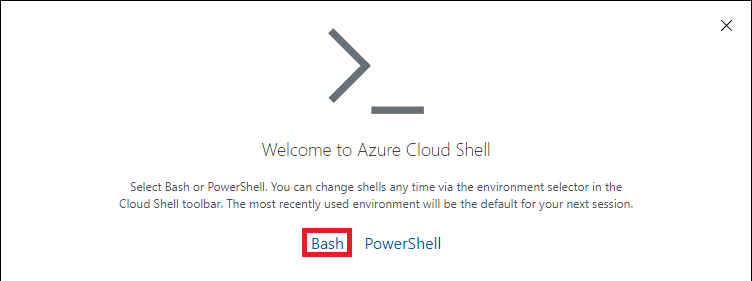 Welcome to Azure Cloud Shell
Select Bash or PowerShell. You can change shells any time via the environment selector in the
Cloud Shell toolbar. The most recently used environment will be the default for your next session.
Bash PowerShell